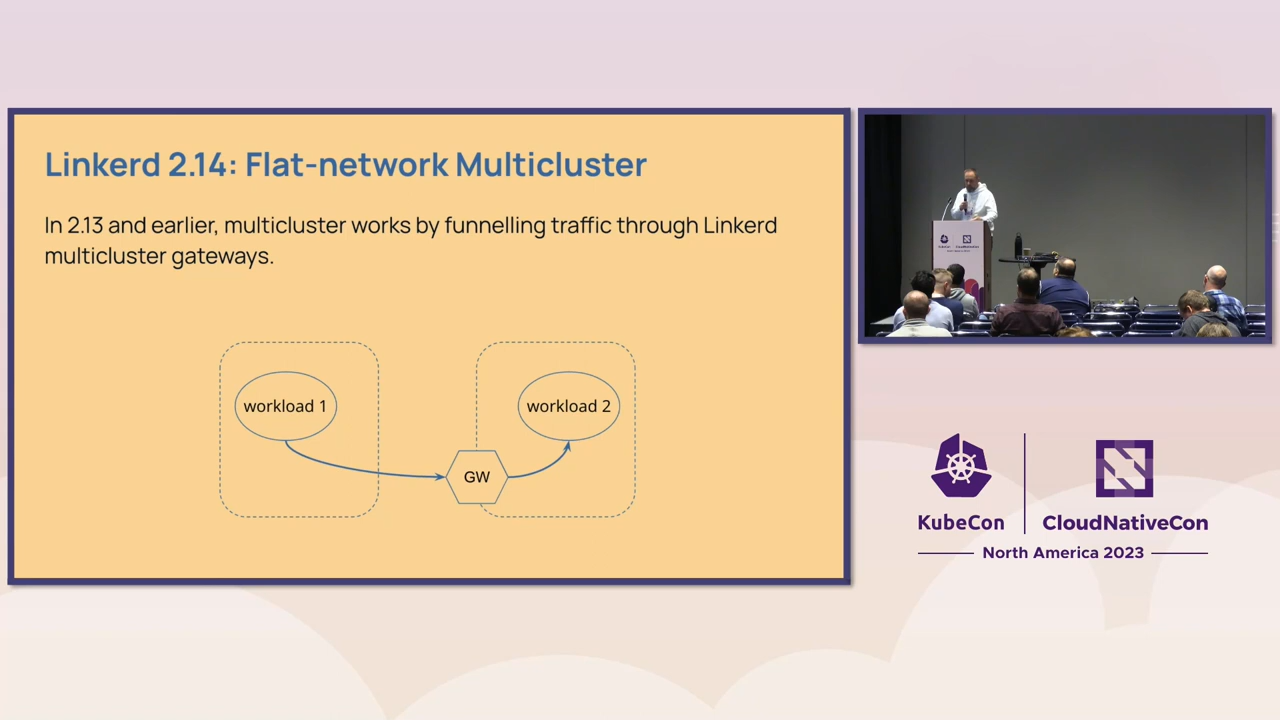 Linkerd 2.14: Flat-network Multicluster
In 2.13 and earlier, multicluster works by funnelling traffic through Linkerd
multicluster gateways.
workload 1
workload 2
GW
KubeCon
CloudNativeCon
North America 2023